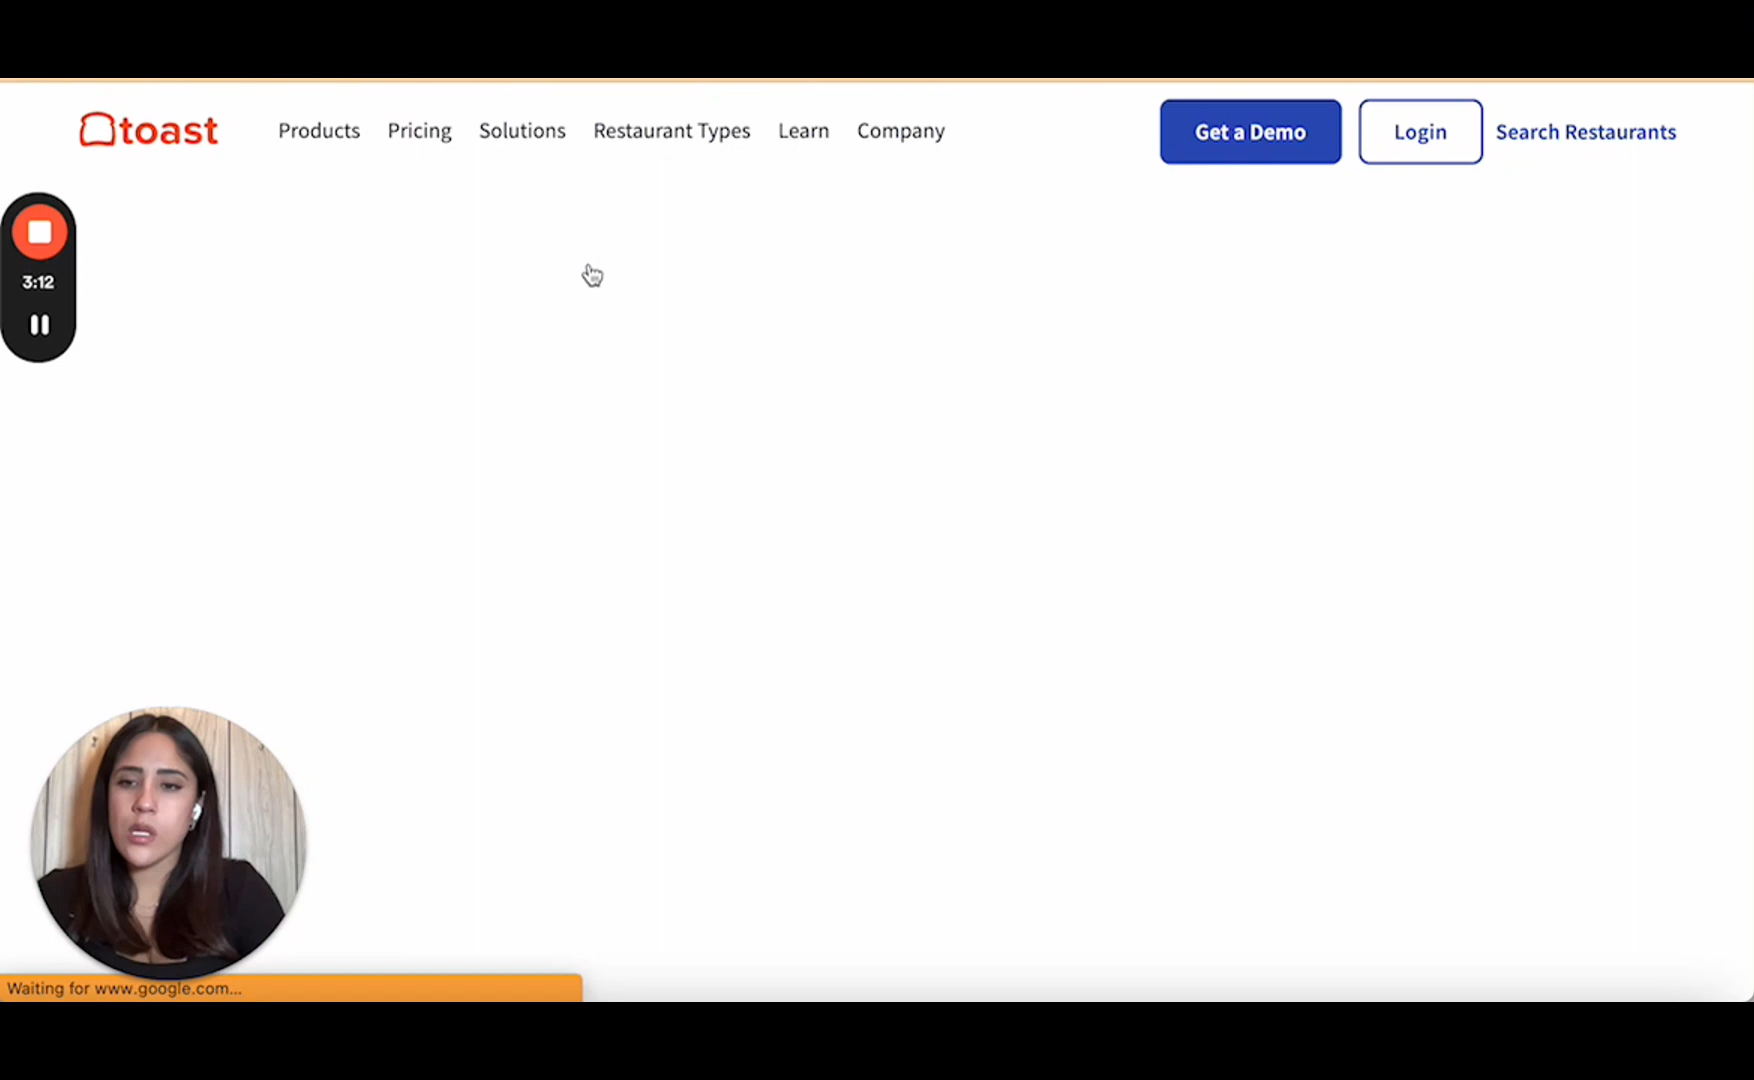 toast
Products Pricing Solutions Restaurant Types Learn Company
Get a Demo Login Search Restaurants
3:12
Waiting for www.google.com...